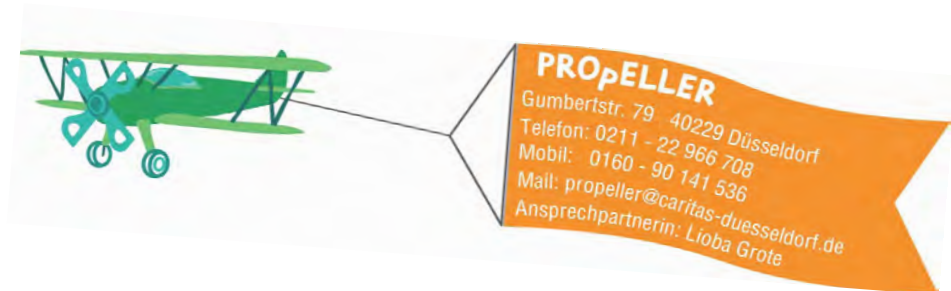 PROpELLER
Gumbertstr. 79 40229 Düsseldorf
Telefon: 0211 - 22 966 708
Mobil: 0160 - 90 141 536
Mail: propeller@caritas-duesseldorf.de
Ansprechpartnerin: Lioba Grote